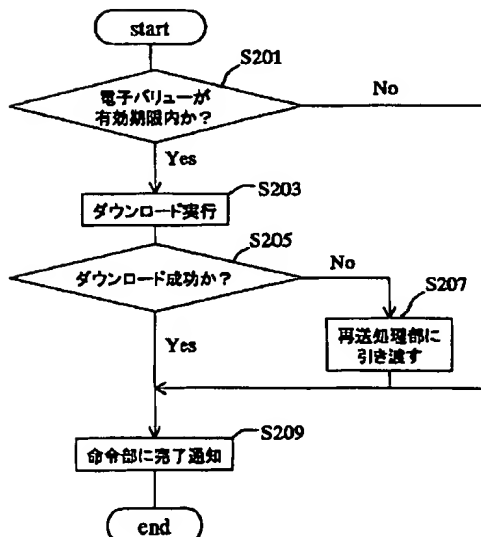 start
S201
電子バリューが
有効期限内か？
No
Yes
S203
ダウンロード実行
S205
ダウンロード成功か？
No
S207
再送処理部に
引き渡す
Yes
S209
命令部に完了通知
end